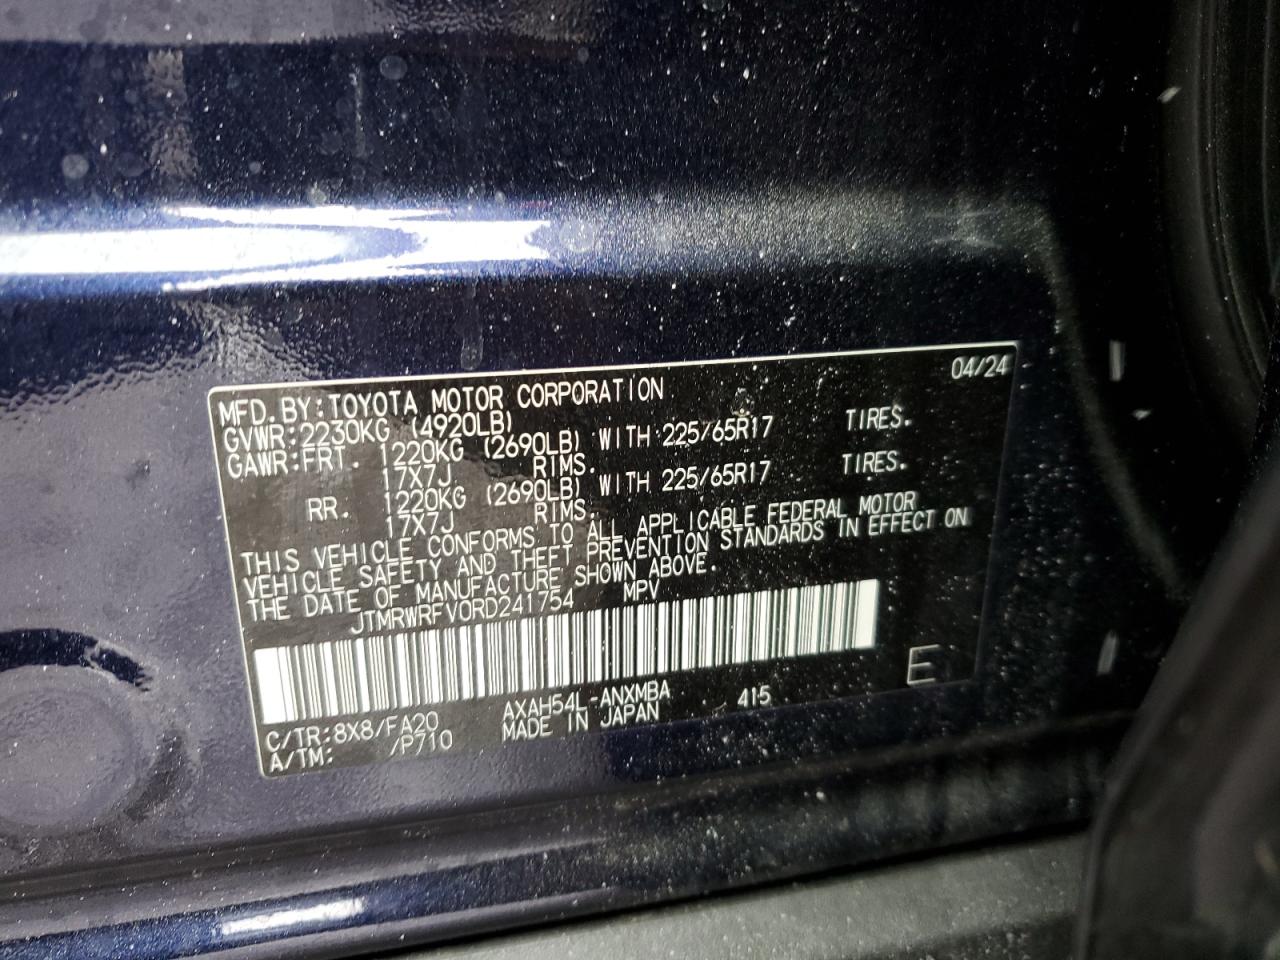 04/24
MFD. BY: TOYOTA MOTOR CORPORATION
GVWR: 2230KG (4920LB)
GAWR: FRT. 1220KG (2690LB) WITH 225/65R17 TIRES.
17X7J RIMS.
RR. 1220KG (2690LB) WITH 225/65R17 TIRES.
17X7J RIMS.
THIS VEHICLE CONFORMS TO ALL APPLICABLE FEDERAL MOTOR
VEHICLE SAFETY AND THEFT PREVENTION STANDARDS IN EFFECT ON
THE DATE OF MANUFACTURE SHOWN ABOVE.
JTMRWRFV0RD241754 MPV
E
C/TR: 8X8/FA20 AXAH54L-ANXMBA 415
A/TM: /P710 MADE IN JAPAN